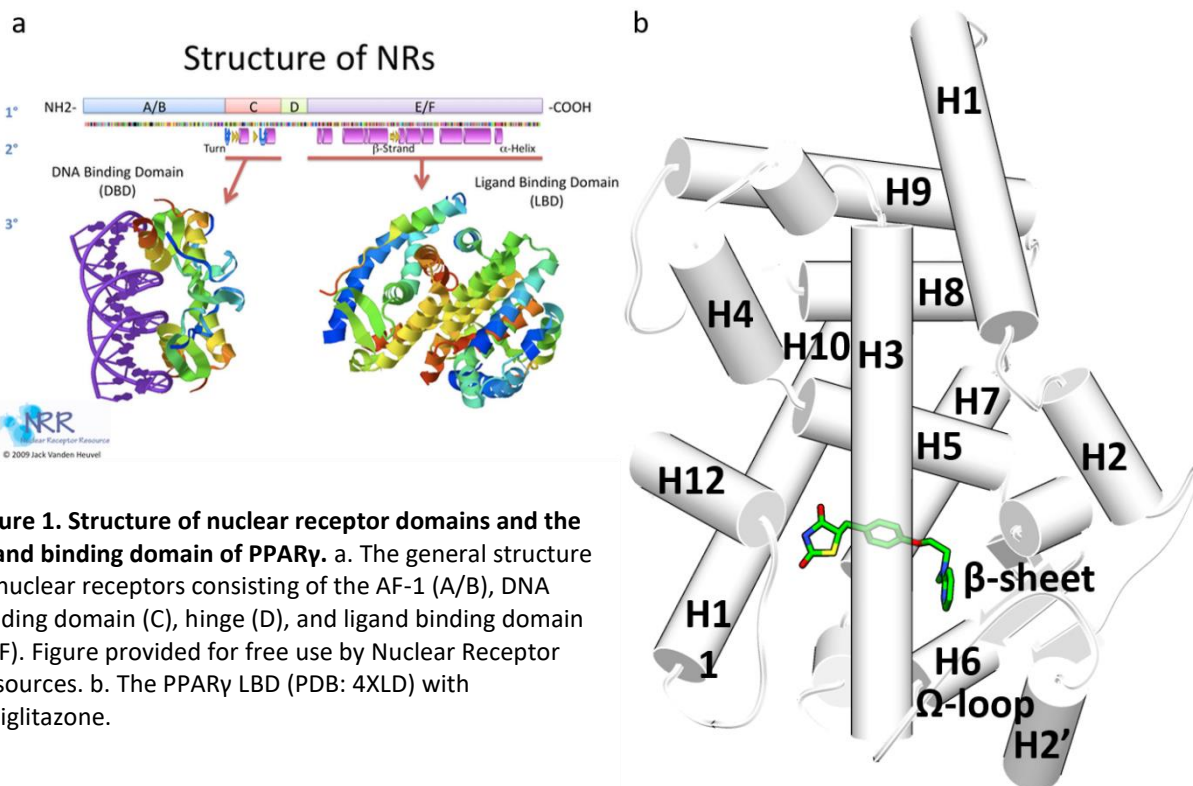 a
Structure of NRs
1°
NH2-
A/B
C
D
E/F
-COOH
2°
Turn
β-Strand
α-Helix
DNA Binding Domain
(DBD)
Ligand Binding Domain
(LBD)
3°
NRR
Nuclear Receptor Resource
© 2009 Jack Vanden Heuvel
ure 1. Structure of nuclear receptor domains and the
and binding domain of PPARγ. a. The general structure
nuclear receptors consisting of the AF-1 (A/B), DNA
ding domain (C), hinge (D), and ligand binding domain
F). Figure provided for free use by Nuclear Receptor
sources. b. The PPARγ LBD (PDB: 4XLD) with
iglitazone.
b
H1
H9
H4
H8
H10
H3
H7
H5
H2
H12
β-sheet
H1
1
H6
Ω-loop
H2’